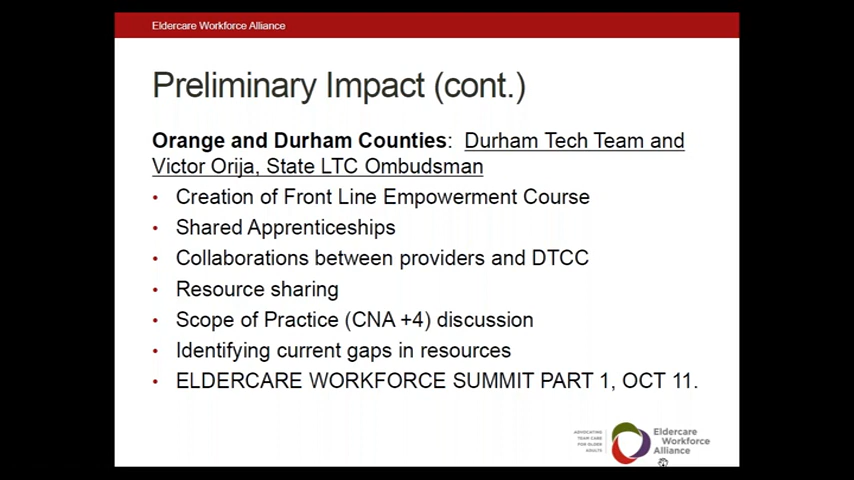 Eldercare Workforce Alliance
Preliminary Impact (cont.)
Orange and Durham Counties: Durham Tech Team and
Victor Orija, State LTC Ombudsman
• Creation of Front Line Empowerment Course
• Shared Apprenticeships
• Collaborations between providers and DTCC
• Resource sharing
• Scope of Practice (CNA +4) discussion
• Identifying current gaps in resources
• ELDERCARE WORKFORCE SUMMIT PART 1, OCT 11.
ADVOCATING
TEAM CARE
FOR OLDER
ADULTS
Eldercare
Workforce
Alliance